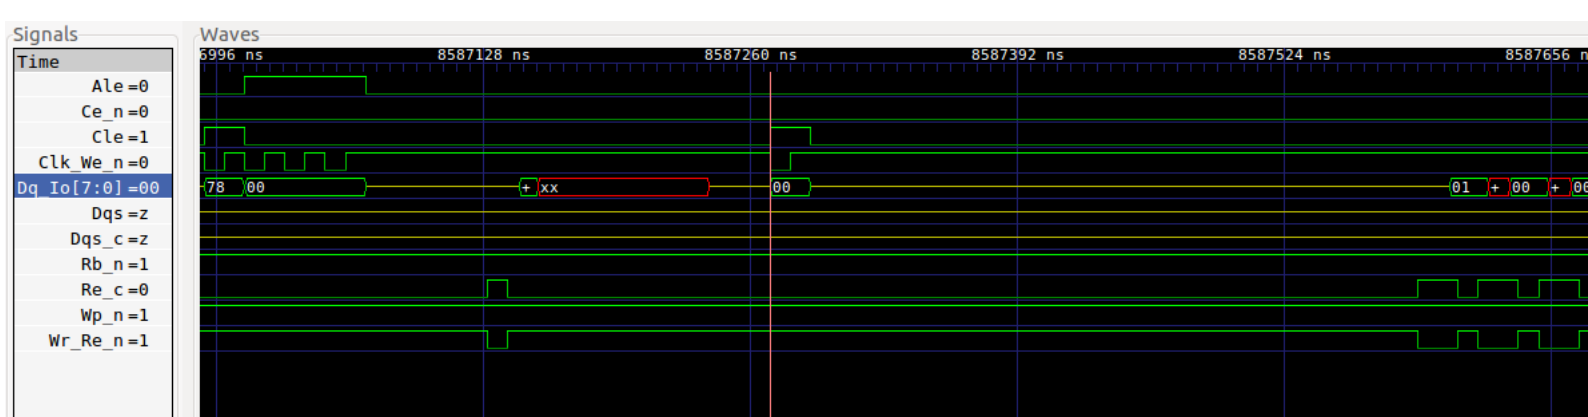 Signals
Waves
Time
6996 ns 8587128 ns 8587260 ns 8587392 ns 8587524 ns 8587656 n
Ale=0
Ce_n=0
Cle=1
Clk_We_n=0
Dq_Io[7:0]=00 78 00 + xx 00 01 + 00 + 00
Dqs=z
Dqs_c=z
Rb_n=1
Re_c=0
Wp_n=1
Wr_Re_n=1